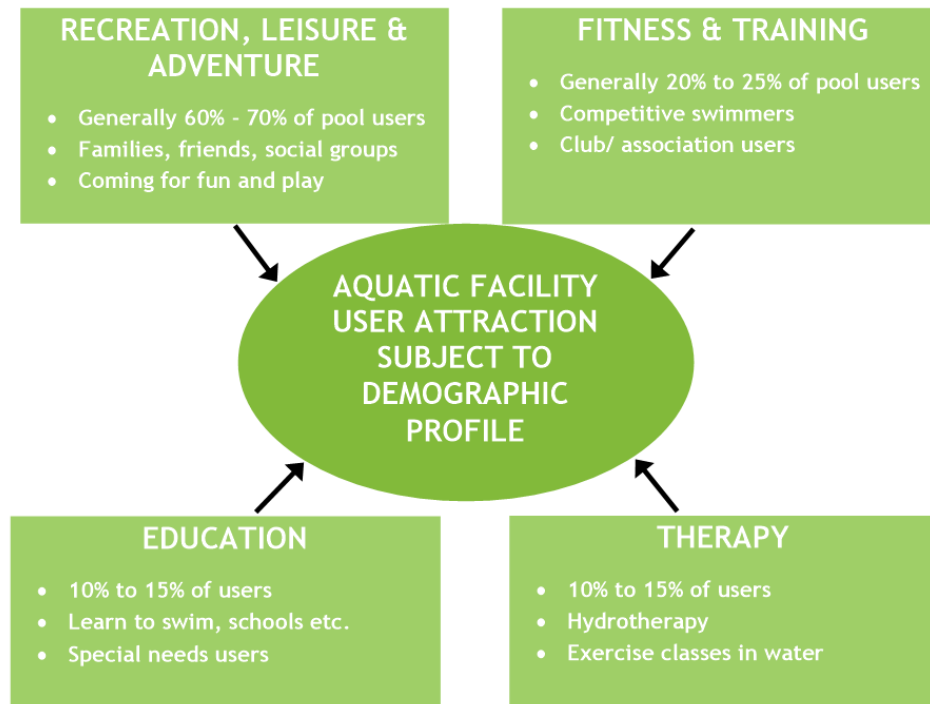 RECREATION, LEISURE &
ADVENTURE
• Generally 60% - 70% of pool users
• Families, friends, social groups
• Coming for fun and play
FITNESS & TRAINING
• Generally 20% to 25% of pool users
• Competitive swimmers
• Club/ association users
AQUATIC FACILITY
USER ATTRACTION
SUBJECT TO
DEMOGRAPHIC
PROFILE
EDUCATION
• 10% to 15% of users
• Learn to swim, schools etc.
• Special needs users
THERAPY
• 10% to 15% of users
• Hydrotherapy
• Exercise classes in water